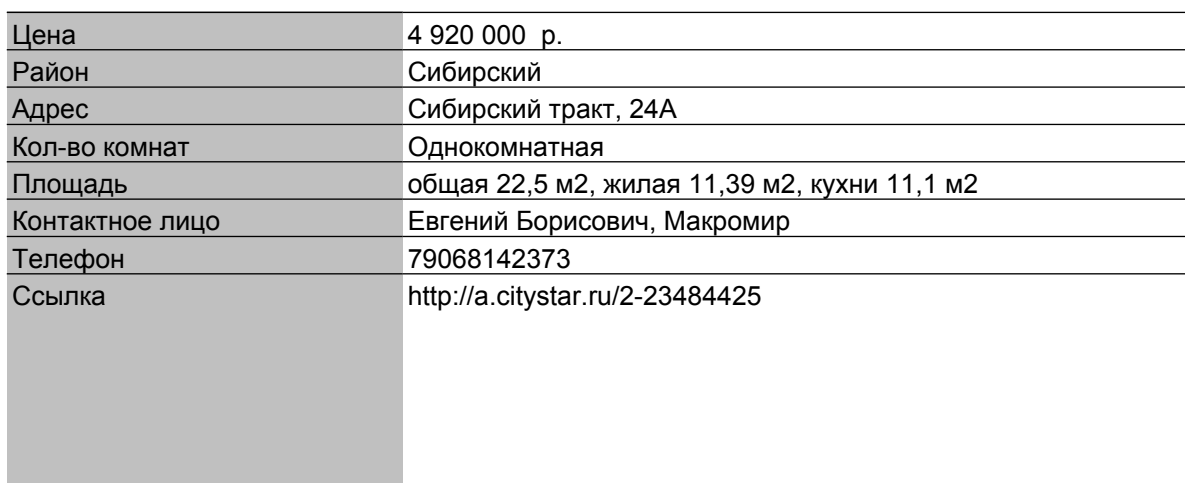 Цена 4 920 000 р.
Район Сибирский
Адрес Сибирский тракт, 24А
Кол-во комнат Однокомнатная
Площадь общая 22,5 м2, жилая 11,39 м2, кухни 11,1 м2
Контактное лицо Евгений Борисович, Макромир
Телефон 79068142373
Ссылка http://a.citystar.ru/2-23484425